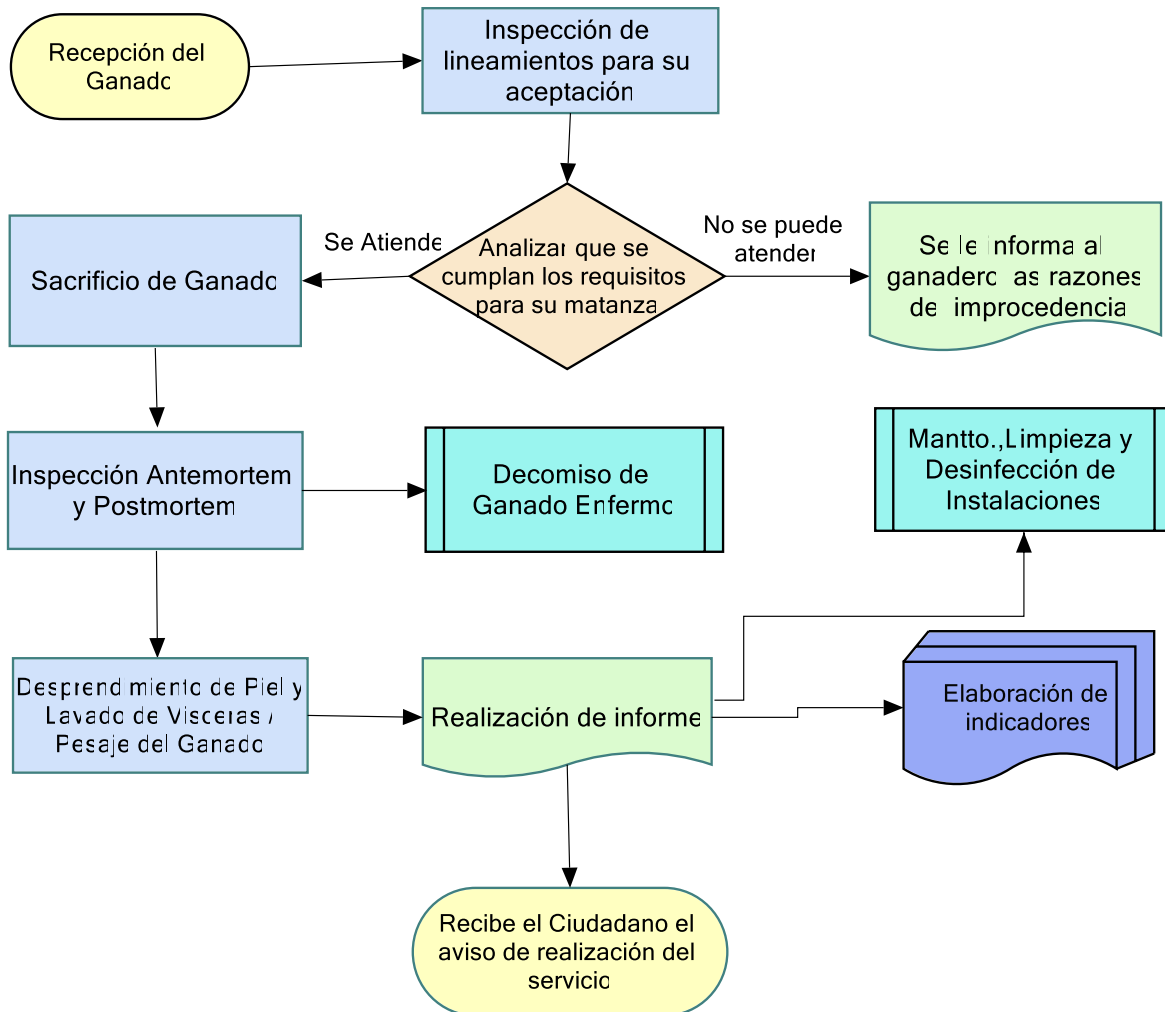 Recepción del
Ganado
Inspección de
lineamientos para su
aceptación
Se Atiende
Analizar que se
cumplan los requisitos
para su matanza
No se puede
atender
Se le informa al
ganadero las razones
de improcedencia
Sacrificio de Ganado
Inspección Antemortem
y Postmortem
Decomiso de
Ganado Enfermo
Mantto.,Limpieza y
Desinfección de
Instalaciones
Desprendimiento de Piel y
Lavado de Visceras /
Pesaje del Ganado
Realización de informe
Elaboración de
indicadores
Recibe el Ciudadano el
aviso de realización del
servicio